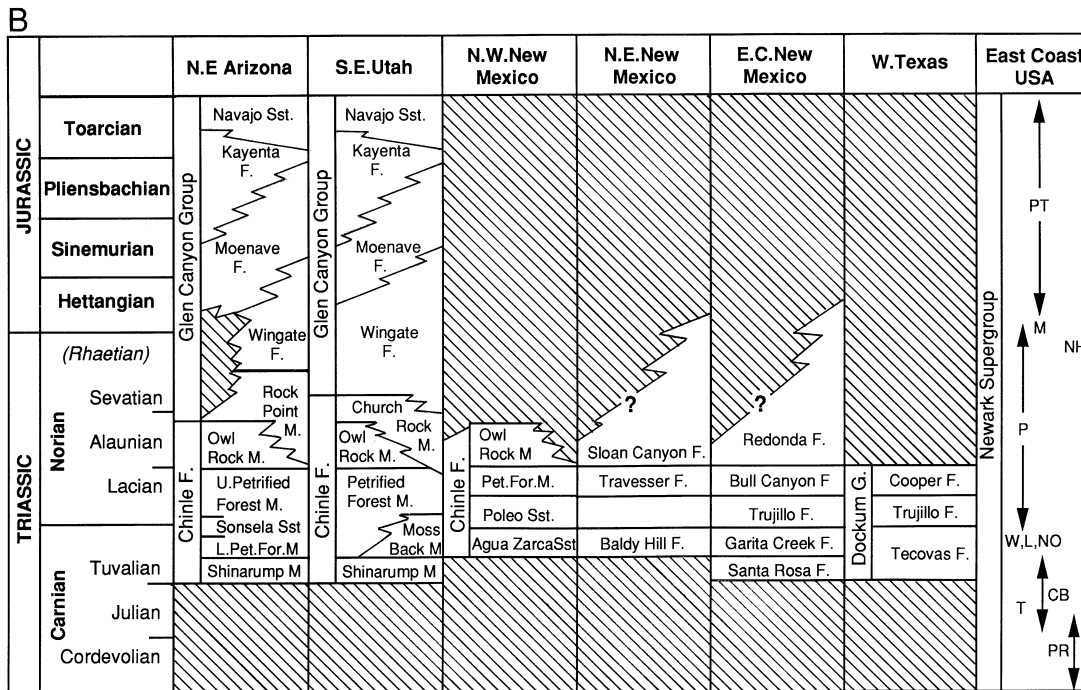 B
N.E Arizona
S.E.Utah
N.W.New
Mexico
N.E.New
Mexico
E.C.New
Mexico
W.Texas
East Coast
USA
JURASSIC
Toarcian
Pliensbachian
Sinemurian
Hettangian
TRIASSIC
Norian
(Rhaetian)
Sevatian
Alaunian
Lacian
Carnian
Tuvalian
Julian
Cordevolian
Glen Canyon Group
Navajo Sst.
Kayenta
F.
Moenave
F.
Wingate
F.
Chinle F.
Rock
Point
M.
Owl
Rock M.
U.Petrified
Forest M.
Sonsela Sst
L.Pet.For.M
Shinarump M
Glen Canyon Group
Navajo Sst.
Kayenta
F.
Moenave
F.
Wingate
F.
Chinle F.
Church
Rock
M.
Owl
Rock M.
Petrified
Forest M.
Moss
Back M
Shinarump M
Chinle F.
Owl
Rock M
Pet.For.M.
Poleo Sst.
Agua ZarcaSst
?
Sloan Canyon F.
Travesser F.
Baldy Hill F.
?
Redonda F.
Bull Canyon F
Trujillo F.
Garita Creek F.
Santa Rosa F.
Dockum G.
Cooper F.
Trujillo F.
Tecovas F.
Newark Supergroup
PT
M
NH
P
W,L,NO
T
CB
PR